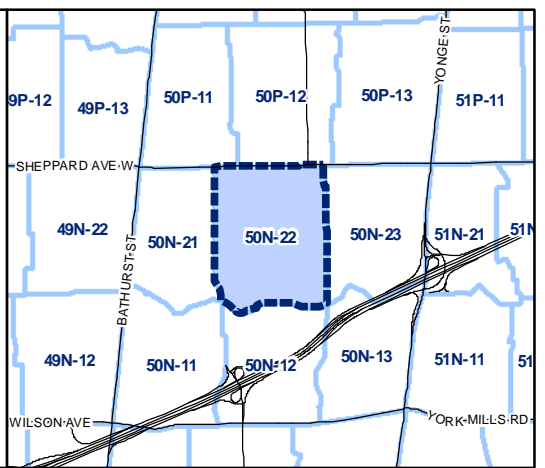 YONGE ST
9P-12
49P-13
50P-11
50P-12
50P-13
51P-11
SHEPPARD AVE W
BATHURST ST
49N-22
50N-21
50N-22
50N-23
51N-21
51N
49N-12
50N-11
50N-12
50N-13
51N-11
51
WILSON AVE
YORK MILLS RD